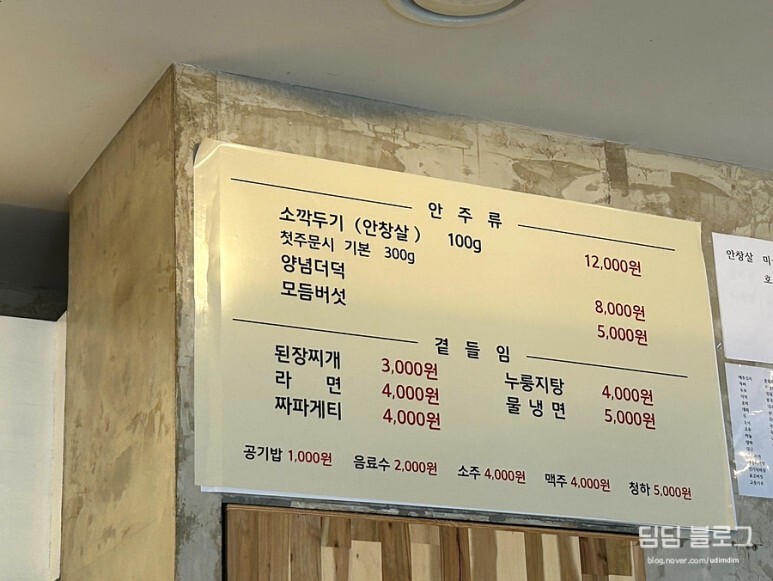 안 주 류
소깍두기 (안창살) 100g 12,000원
첫주문시 기본 300g
양념더덕 8,000원
모듬버섯 5,000원
곁 들 임
된장찌개 3,000원 누룽지탕 4,000원
라 면 4,000원 물 냉 면 5,000원
짜파게티 4,000원
공기밥 1,000원 음료수 2,000원 소주 4,000원 맥주 4,000원 청하 5,000원
안창살
딤딤 블로그
blog.naver.com/udimdim